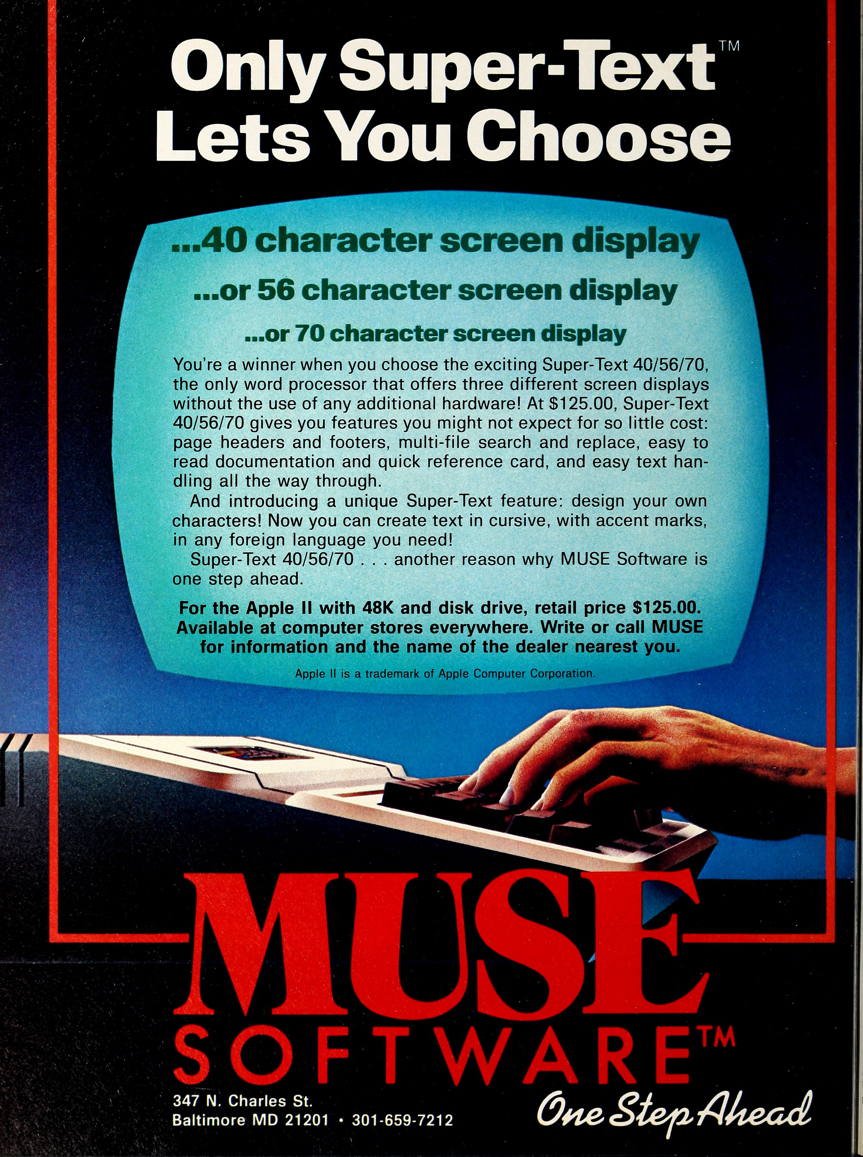 Only Super-Text™
Lets You Choose
...40 character screen display
...or 56 character screen display
...or 70 character screen display
You're a winner when you choose the exciting Super-Text 40/56/70,
the only word processor that offers three different screen displays
without the use of any additional hardware! At $125.00, Super-Text
40/56/70 gives you features you might not expect for so little cost:
page headers and footers, multi-file search and replace, easy to
read documentation and quick reference card, and easy text han-
dling all the way through.
And introducing a unique Super-Text feature: design your own
characters! Now you can create text in cursive, with accent marks,
in any foreign language you need!
Super-Text 40/56/70 . . . another reason why MUSE Software is
one step ahead.
For the Apple II with 48K and disk drive, retail price $125.00.
Available at computer stores everywhere. Write or call MUSE
for information and the name of the dealer nearest you.
Apple II is a trademark of Apple Computer Corporation.
MUSE
SOFTWARE™
347 N. Charles St.
Baltimore MD 21201 • 301-659-7212
One Step Ahead